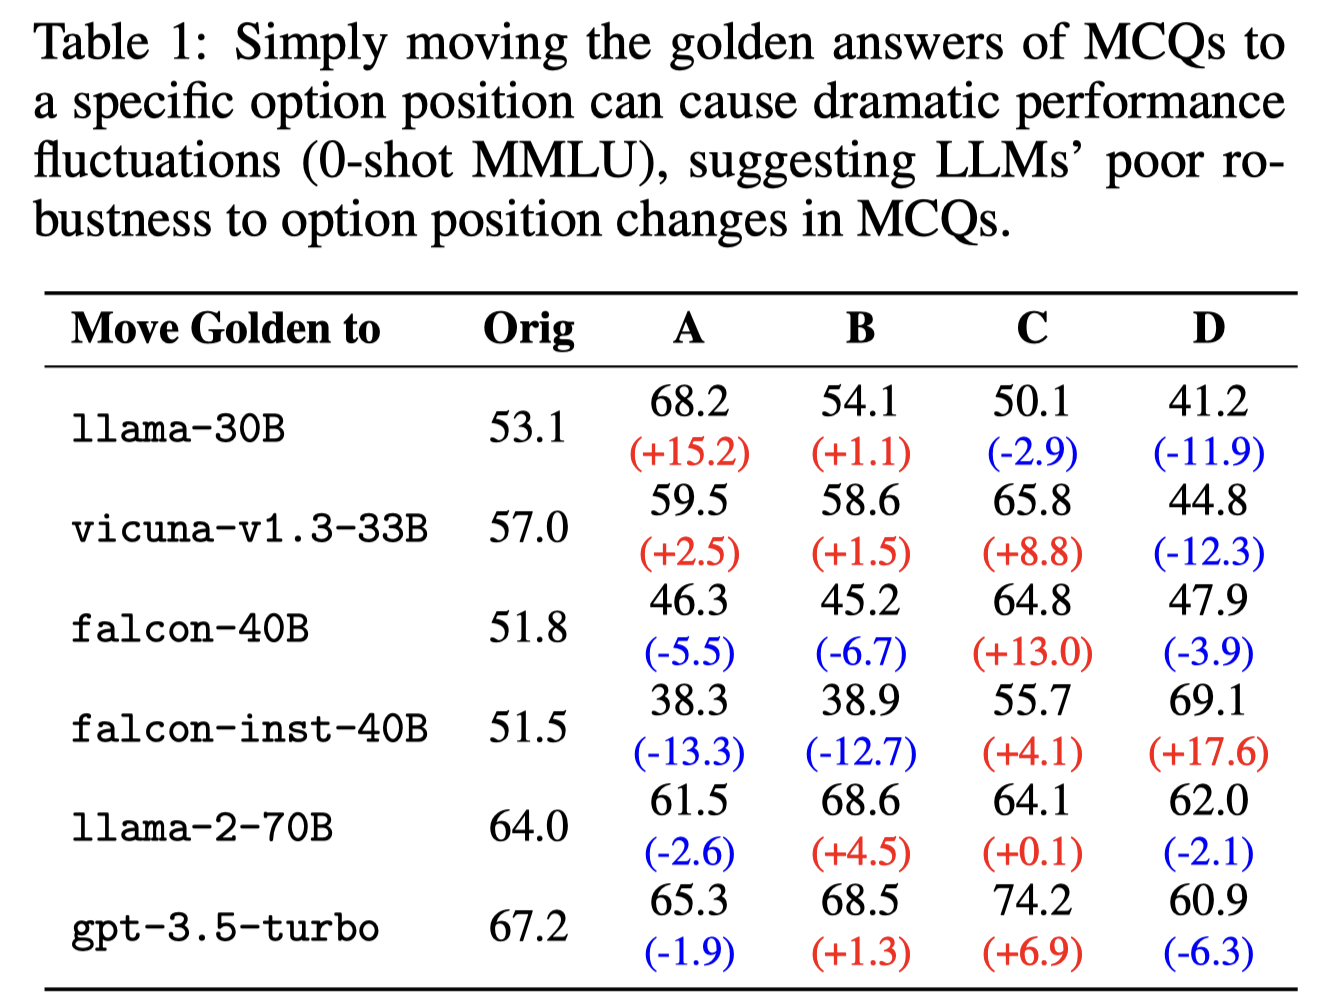 Table 1: Simply moving the golden answers of MCQs to
a specific option position can cause dramatic performance
fluctuations (0-shot MMLU), suggesting LLMs’ poor ro-
bustness to option position changes in MCQs.
Move Golden to Orig A B C D
llama-30B 53.1 68.2 54.1 50.1 41.2
(+15.2) (+1.1) (-2.9) (-11.9)
vicuna-v1.3-33B 57.0 59.5 58.6 65.8 44.8
(+2.5) (+1.5) (+8.8) (-12.3)
falcon-40B 51.8 46.3 45.2 64.8 47.9
(-5.5) (-6.7) (+13.0) (-3.9)
falcon-inst-40B 51.5 38.3 38.9 55.7 69.1
(-13.3) (-12.7) (+4.1) (+17.6)
llama-2-70B 64.0 61.5 68.6 64.1 62.0
(-2.6) (+4.5) (+0.1) (-2.1)
gpt-3.5-turbo 67.2 65.3 68.5 74.2 60.9
(-1.9) (+1.3) (+6.9) (-6.3)